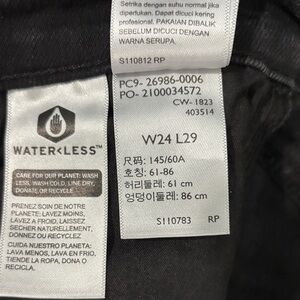 Setrika dengan suhu normal jika
diperlukan. Dapat dicuci kering
profesional. PAKAIAN DIBALIK
SEBELUM DICUCI DENGAN
WARNA SERUPA.
S110812 RP
PC9- 26986-0006
PO- 2100034572
CW- 1823
403514
W24 L29
尺码: 145/60A
호칭: 61-86
허리둘레: 61 cm
엉덩이둘레: 86 cm
S110783 RP
WATER<LESS™
CARE FOR OUR PLANET: WASH
LESS, WASH COLD, LINE DRY,
DONATE OR RECYCLE
PRENEZ SOIN DE NOTRE
PLANETE: LAVEZ MOINS,
LAVEZ A FROID, LAISSEZ
SECHER NATURELLEMENT,
DONNEZ OU RECYCLEZ
CUIDA NUESTRO PLANETA:
LAVA MENOS, LAVA EN FRIO,
TIENDE LA ROPA, DONA O
RECICLA.